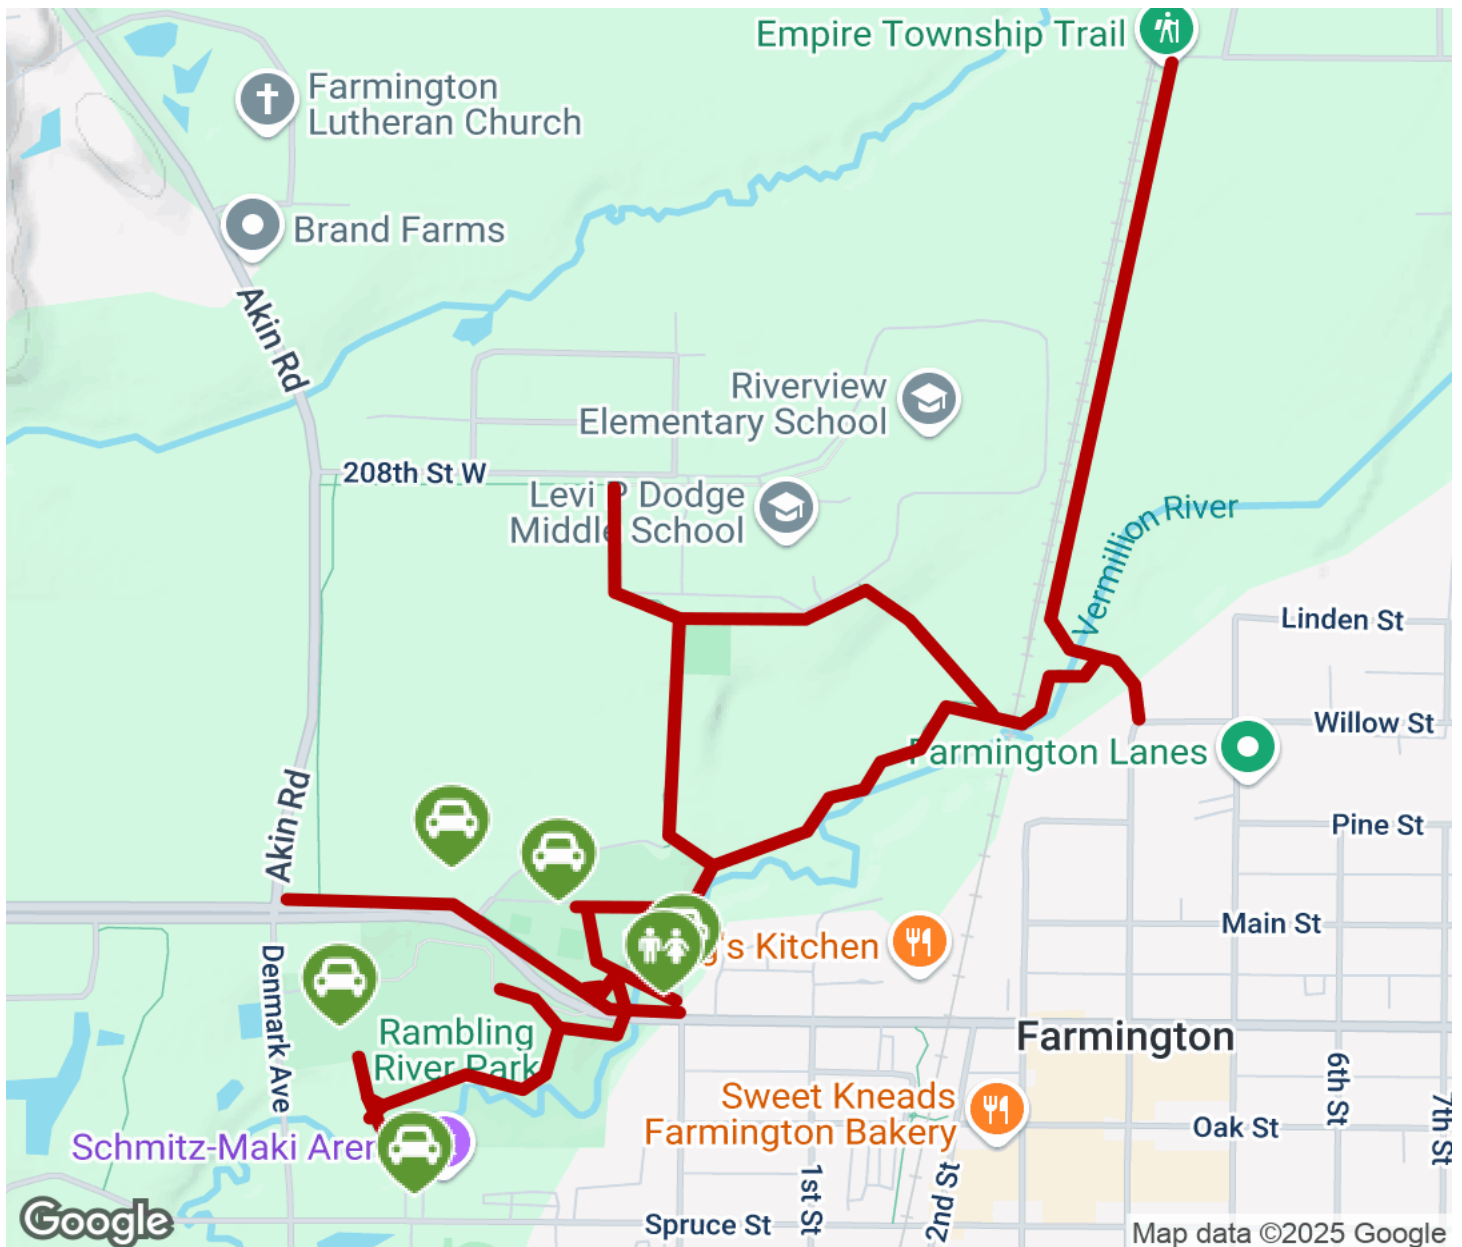 Empire Township Trail
Farmington
Lutheran Church
Brand Farms
Akin Rd
Riverview
Elementary School
208th St W
Levi P Dodge
Middle School
Vermillion River
Linden St
Willow St
Farmington Lanes
Akin Rd
Pine St
Main St
's Kitchen
Denmark Ave
Rambling
River Park
Farmington
6th St
7th St
Sweet Kneads
Farmington Bakery
Oak St
Schmitz-Maki Aren
1st St
2nd St
Spruce St
Google
Map data ©2025 Google